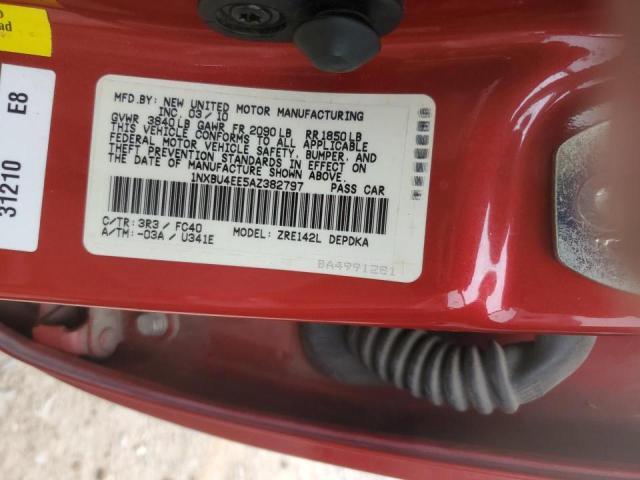 ad
31210 E8
MFD.BY: NEW UNITED MOTOR MANUFACTURING
INC. 03/10
GVWR 3840LB GAWR FR 2090LB RR1850LB
THIS VEHICLE CONFORMS TO ALL APPLICABLE
FEDERAL MOTOR VEHICLE SAFETY, BUMPER, AND
THEFT PREVENTION STANDARDS IN EFFECT ON
THE DATE OF MANUFACTURE SHOWN ABOVE.
1NXBU4EE5AZ382797 PASS CAR
C/TR: 3R3 / FC40 MODEL: ZRE142L DEPDKA
A/TM: -03A / U341E
BA4991281